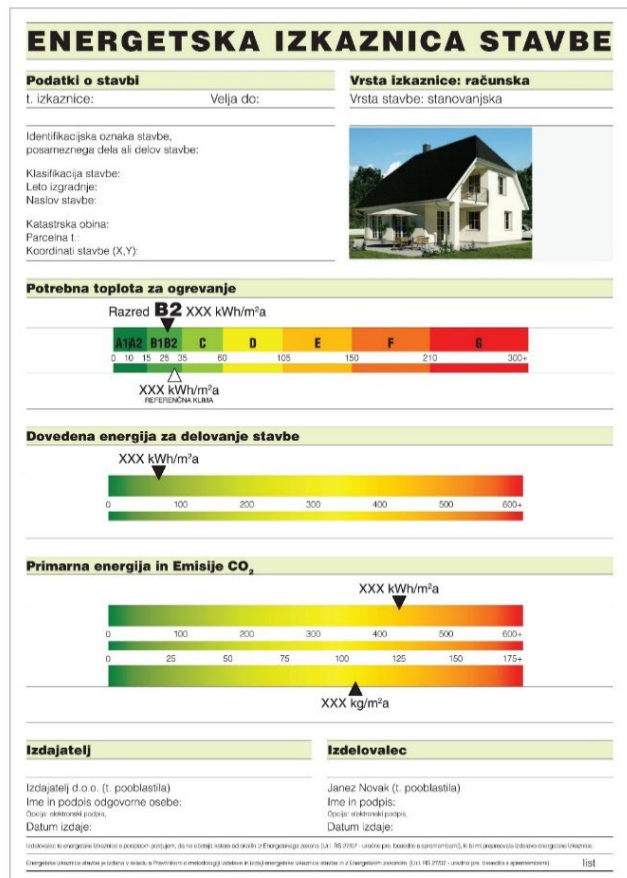 ENERGETSKA IZKAZNICA STAVBE
Podatki o stavbi
Vrsta izkaznice: računska
t. izkaznice: Velja do:
Vrsta stavbe: stanovanjska
Identifikacijska oznaka stavbe,
posameznega dela ali delov stavbe:
Klasifikacija stavbe:
Leto izgradnje:
Naslov stavbe:
Katastrska obina:
Parcelna t.:
Koordinati stavbe (X,Y):
Potrebna toplota za ogrevanje
Razred B2 XXX kWh/m²a
A1 A2 B1 B2 C D E F G
0 10 15 25 35 60 105 150 210 300+
XXX kWh/m²a
REFERENČNA KLIMA
Dovedena energija za delovanje stavbe
XXX kWh/m²a
0 100 200 300 400 500 600+
Primarna energija in Emisije CO₂
XXX kWh/m²a
0 100 200 300 400 500 600+
0 25 50 75 100 125 150 175+
XXX kg/m²a
Izdajatelj
Izdelovalec
Izdajatelj d.o.o. (t. pooblastila)
Ime in podpis odgovorne osebe:
Opcija: elektronski podpis,
Datum izdaje:
Janez Novak (t. pooblastila)
Ime in podpis:
Opcija: elektronski podpis,
Datum izdaje:
list